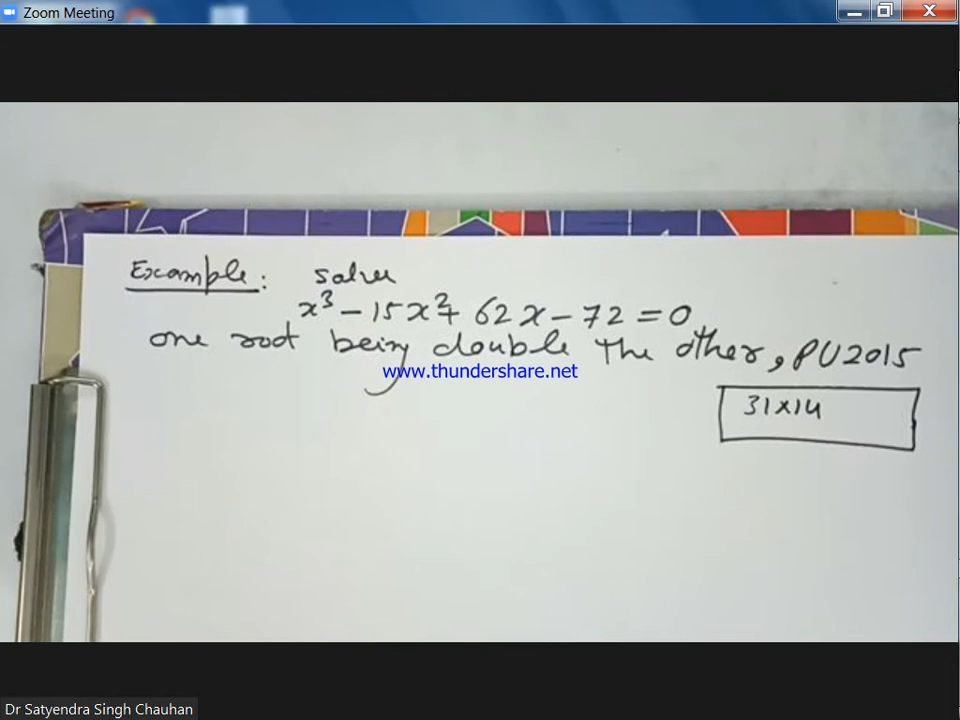 Zoom Meeting
Example: Solve
x³ - 15x² + 62x - 72 = 0
one root being double the other, PU2015
www.thundershare.net
31x14
Dr Satyendra Singh Chauhan